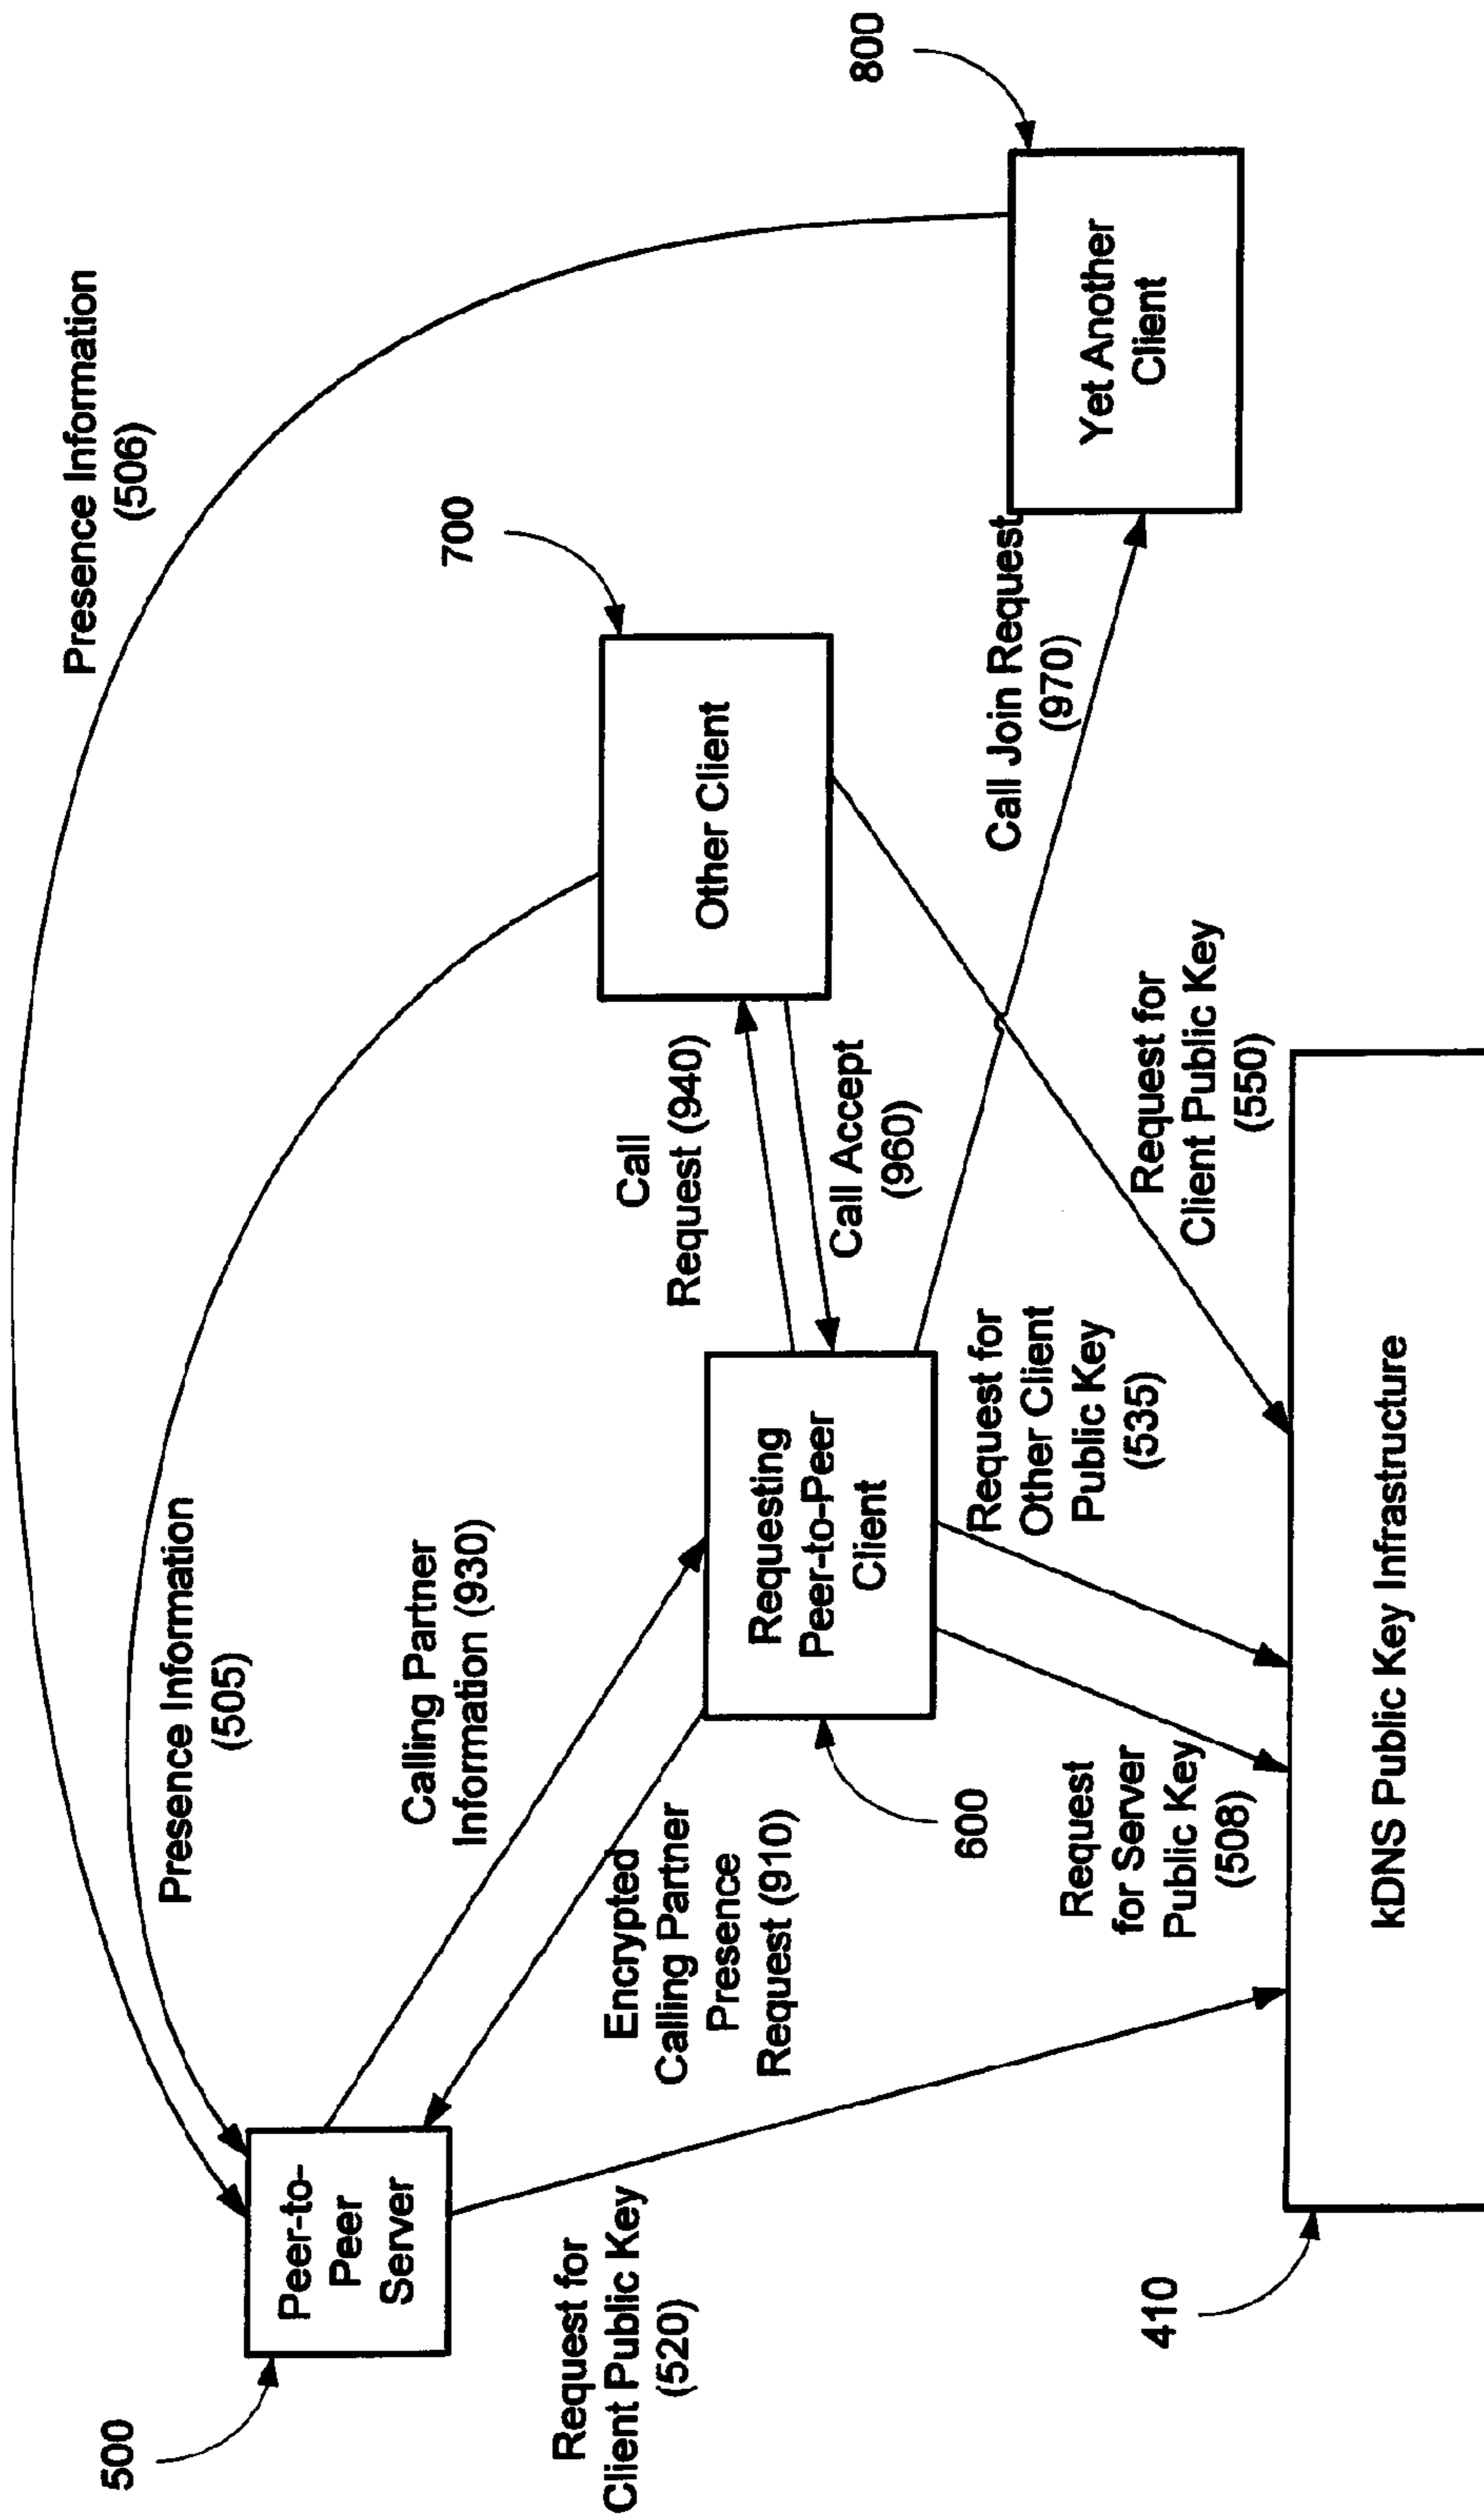 Presence Information
(506)
Presence Information
(505)
500
Peer-to-
Peer
Server
Calling Partner
Information (930)
700
Other Client
Call
Request (940)
Call Accept
(960)
800
Yet Another
Client
Call Join Request
(970)
Encrypted
Calling Partner
Presence
Request (910)
Requesting
Peer-to-Peer
Client
600
Request for
Client Public Key
(520)
Request
for Server
Public Key
(508)
Request for
Other Client
Public Key
(535)
Request for
Client Public Key
(550)
410
kDNS Public Key Infrastructure